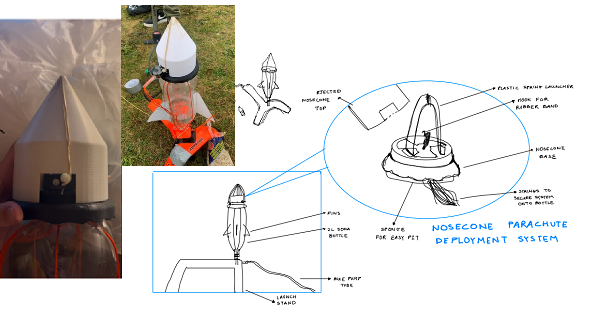 EJECTED
NOSECONE
TOP
PLASTIC SPRING LAUNCHER
HOOK FOR
RUBBER BAND
NOSECONE
BASE
STRINGS TO
SECURE SYSTEM
ONTO BOTTLE
SPONGE
FOR EASY FIT
NOSECONE PARACHUTE
DEPLOYMENT SYSTEM
FINS
2L SODA
BOTTLE
BIKE PUMP
TUBE
LAUNCH
STAND